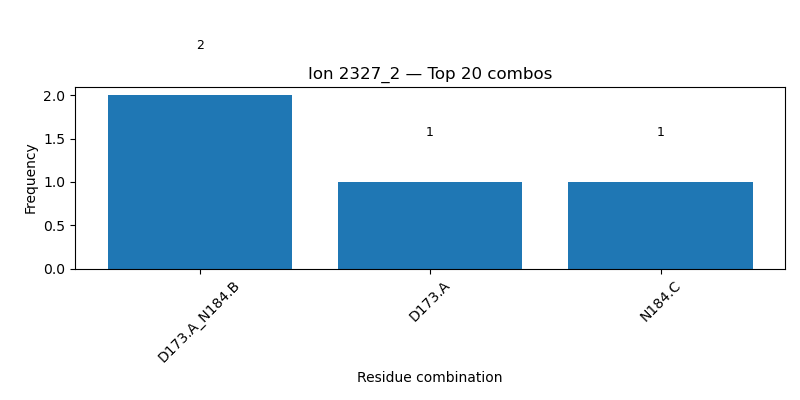 2
Ion 2327_2 — Top 20 combos
2.0
1.5
1.0
0.5
0.0
Frequency
1
1
D173.A_N184.B
D173.A
N184.C
Residue combination